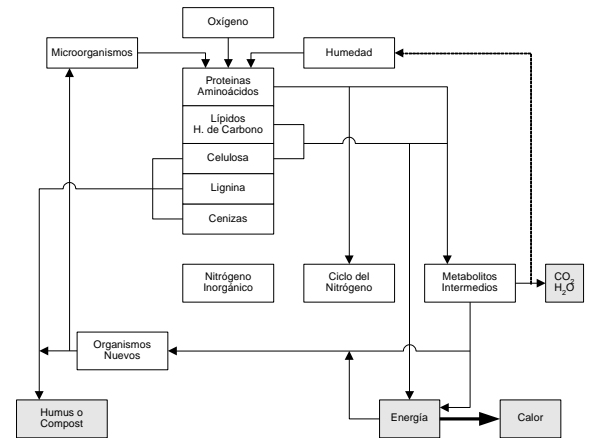 Oxígeno
Microorganismos
Humedad
Proteinas
Aminoácidos
Lípidos
H. de Carbono
Celulosa
Lignina
Cenizas
Nitrógeno
Inorgánico
Ciclo del
Nitrógeno
Metabolitos
Intermedios
CO2
H2O
Organismos
Nuevos
Humus o
Compost
Energía
Calor